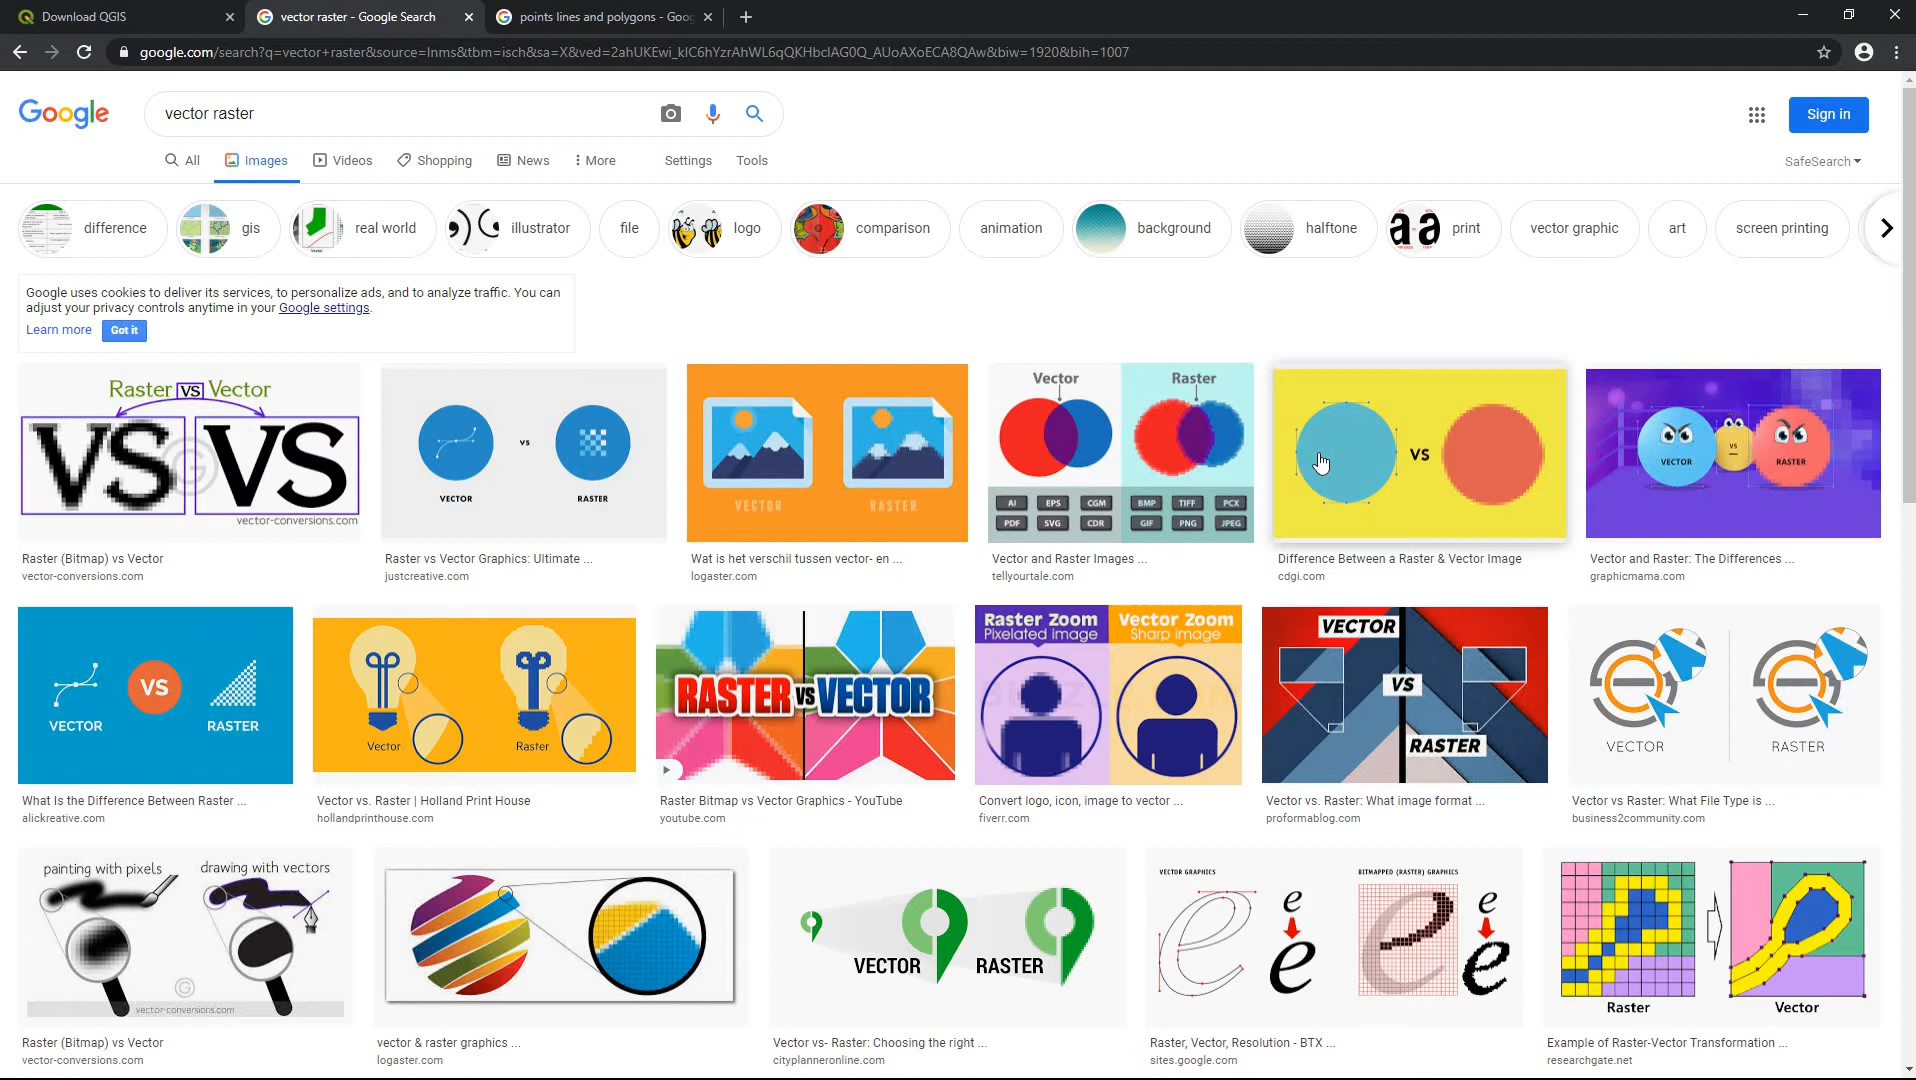 Download QGIS
vector raster - Google Search
points lines and polygons - Goog
google.com/search?q=vector+raster&source=lnms&tbm=isch&sa=X&ved=2ahUKEwi_kIC6hYzrAhWL6qQKHbclAG0Q_AUoAXoECA8QAw&biw=1920&bih=1007
Google
vector raster
Sign in
All
Images
Videos
Shopping
News
More
Settings
Tools
SafeSearch
difference
gis
real world
illustrator
file
logo
comparison
animation
background
halftone
print
vector graphic
art
screen printing
Google uses cookies to deliver its services, to personalize ads, and to analyze traffic. You can
adjust your privacy controls anytime in your Google settings.
Learn more
Got it
Raster vs Vector
VS VS
vector-conversions.com
VECTOR
vs
RASTER
VECTOR
RASTER
Vector
Raster
AI EPS CGM
PDF SVG CDR
BMP TIFF PCX
GIF PNG JPEG
VS
VECTOR
VS
RASTER
Raster (Bitmap) vs Vector
vector-conversions.com
Raster vs Vector Graphics: Ultimate ...
justcreative.com
Wat is het verschil tussen vector- en ...
logaster.com
Vector and Raster Images ...
tellyourtale.com
Difference Between a Raster & Vector Image
cdgi.com
Vector and Raster: The Differences ...
graphicmama.com
VECTOR
VS
RASTER
Vector
Raster
RASTER VS VECTOR
Raster Zoom
Pixelated image
Vector Zoom
Sharp image
VECTOR
VS
RASTER
VECTOR
RASTER
What Is the Difference Between Raster ...
alickreative.com
Vector vs. Raster | Holland Print House
hollandprinthouse.com
Raster Bitmap vs Vector Graphics - YouTube
youtube.com
Convert logo, icon, image to vector ...
fiverr.com
Vector vs. Raster: What image format ...
proformablog.com
Vector vs Raster: What File Type is ...
business2community.com
painting with pixels
drawing with vectors
vector-conversions.com
VECTOR
RASTER
VECTOR GRAPHICS
e
e
e
BITMAPPED (RASTER) GRAPHICS
e
e
e
Raster
Vector
Raster (Bitmap) vs Vector
vector-conversions.com
vector & raster graphics ...
logaster.com
Vector vs- Raster: Choosing the right ...
cityplanneronline.com
Raster, Vector, Resolution - BTX ...
sites.google.com
Example of Raster-Vector Transformation ...
researchgate.net